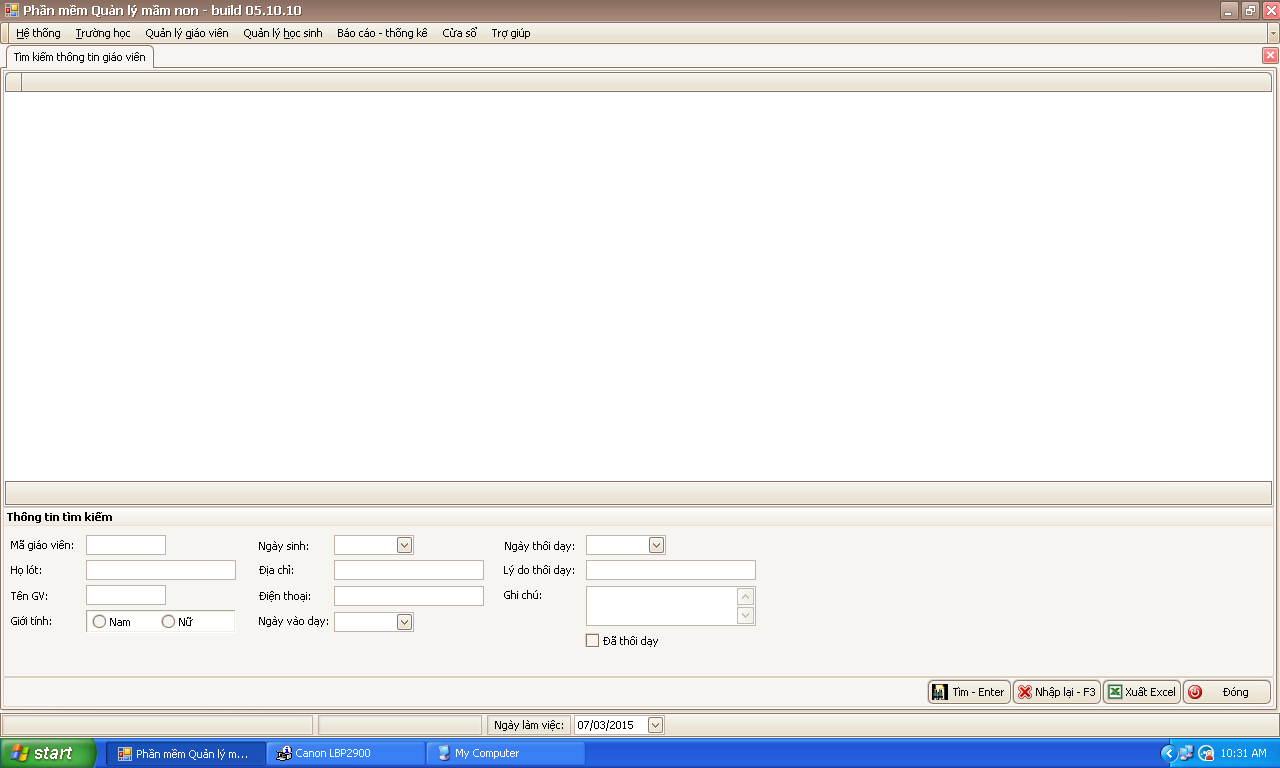 Phần mềm Quản lý mầm non - build 05.10.10
Hệ thống Trường học Quản lý giáo viên Quản lý học sinh Báo cáo - thống kê Cửa sổ Trợ giúp
Tìm kiếm thông tin giáo viên
Thông tin tìm kiếm
Mã giáo viên: Ngày sinh: Ngày thôi dạy:
Họ lót: Địa chỉ: Lý do thôi dạy:
Tên GV: Điện thoại: Ghi chú:
Giới tính: Nam Nữ Ngày vào dạy:
Đã thôi dạy
Tìm - Enter Nhập lại - F3 Xuất Excel Đóng
Ngày làm việc: 07/03/2015
start Phần mềm Quản lý m... Canon LBP2900 My Computer 10:31 AM